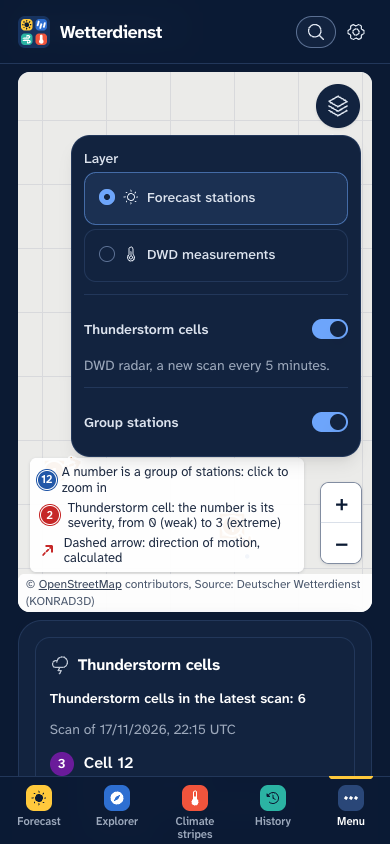 Wetterdienst
Layer
Forecast stations
DWD measurements
Thunderstorm cells
DWD radar, a new scan every 5 minutes.
Group stations
12 A number is a group of stations: click to
zoom in
2 Thunderstorm cell: the number is its
severity, from 0 (weak) to 3 (extreme)
Dashed arrow: direction of motion,
calculated
+
−
© OpenStreetMap contributors, Source: Deutscher Wetterdienst
(KONRAD3D)
Thunderstorm cells
Thunderstorm cells in the latest scan: 6
Scan of 17/11/2026, 22:15 UTC
3 Cell 12
Forecast
Explorer
Climate
stripes
History
Menu